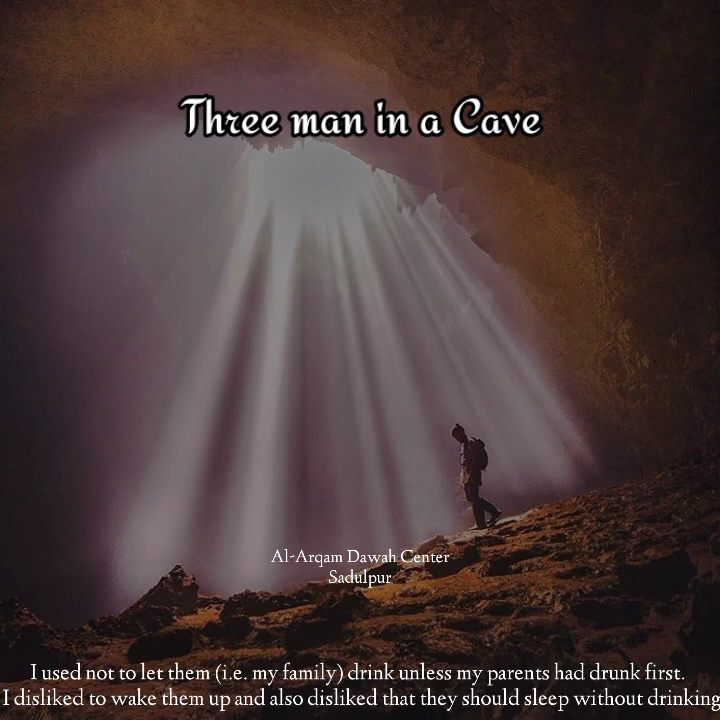 Three man in a Cave
Al-Arqam Dawah Center
Sadulpur
I used not to let them (i.e. my family) drink unless my parents had drunk first.
I disliked to wake them up and also disliked that they should sleep without drinking